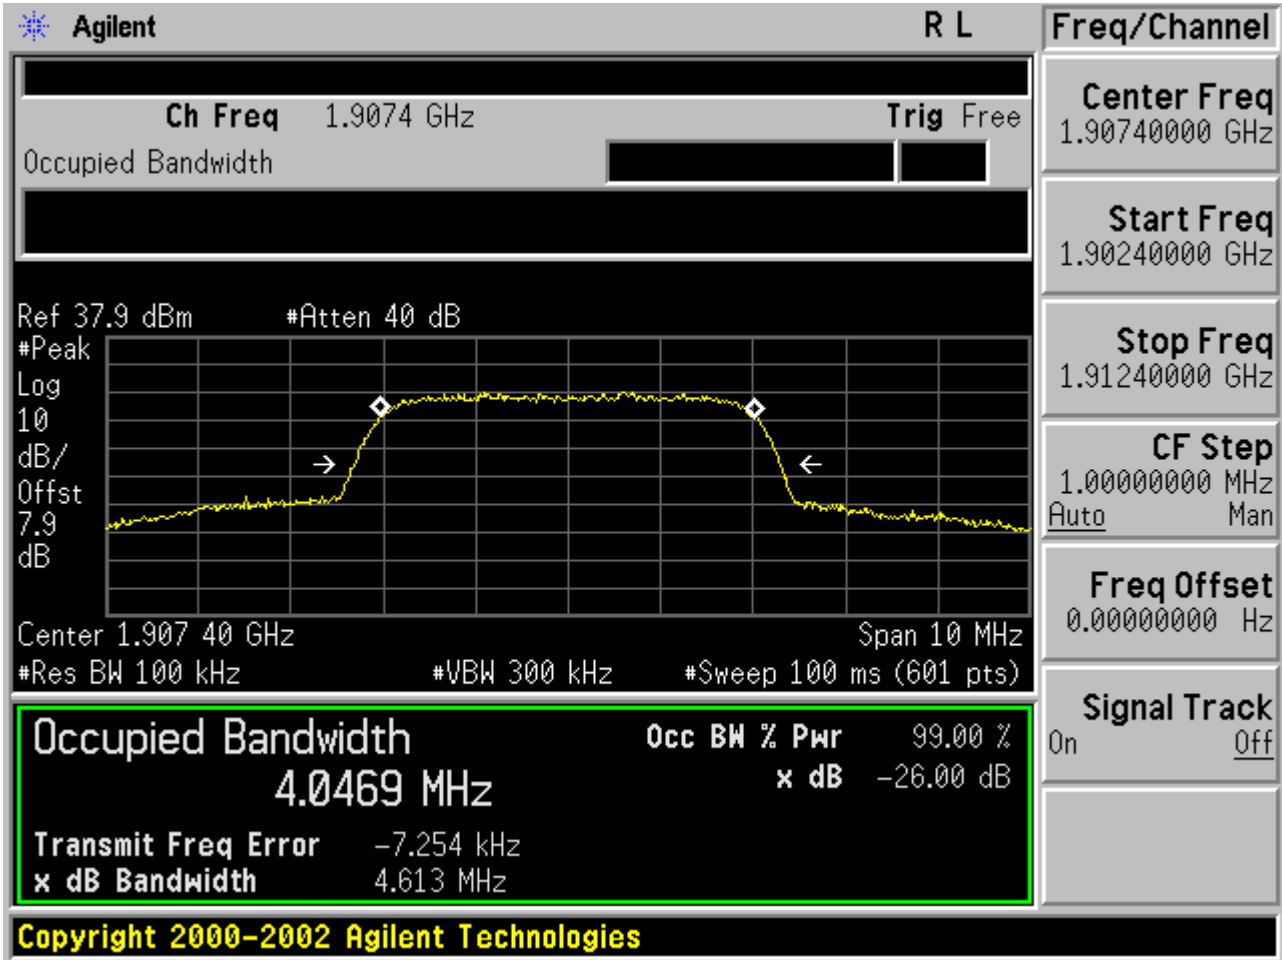 Agilent
R L
Freq/Channel
Ch Freq 1.9074 GHz
Trig Free
Occupied Bandwidth
Center Freq
1.90740000 GHz
Start Freq
1.90240000 GHz
Stop Freq
1.91240000 GHz
CF Step
1.00000000 MHz
Auto Man
Freq Offset
0.00000000 Hz
Signal Track
On Off
Ref 37.9 dBm #Atten 40 dB
#Peak
Log
10
dB/
Offst
7.9
dB
Center 1.907 40 GHz Span 10 MHz
#Res BW 100 kHz #VBW 300 kHz #Sweep 100 ms (601 pts)
Occupied Bandwidth
4.0469 MHz
Occ BW % Pwr 99.00 %
x dB -26.00 dB
Transmit Freq Error -7.254 kHz
x dB Bandwidth 4.613 MHz
Copyright 2000-2002 Agilent Technologies